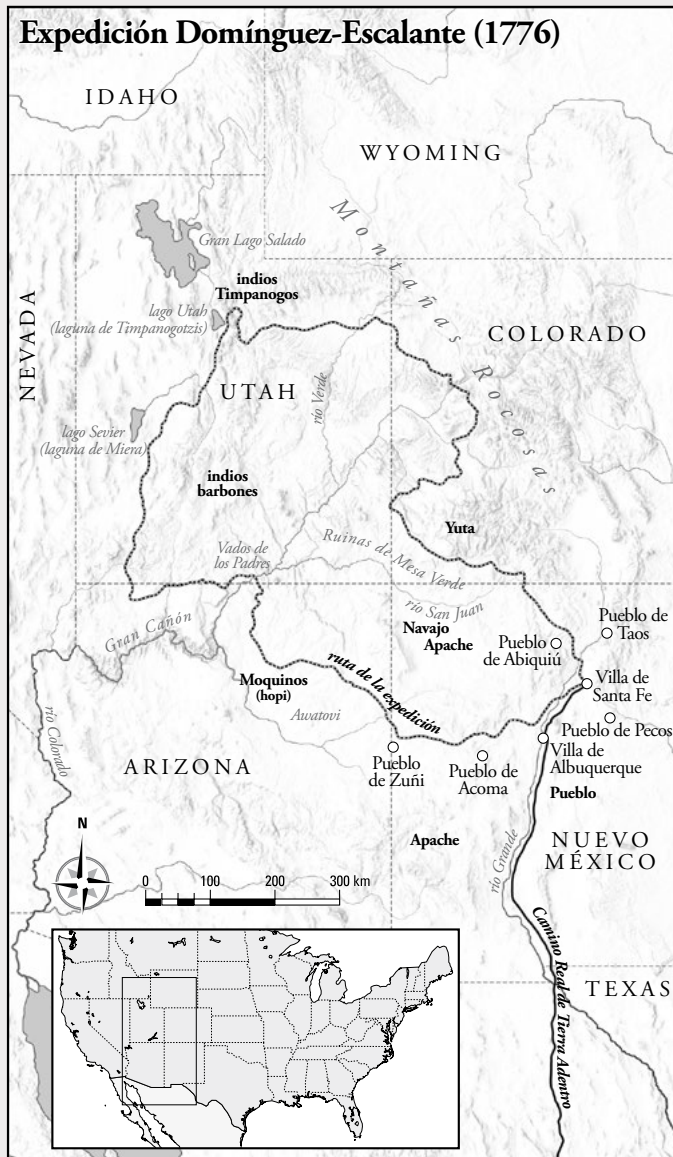 Expedición Domínguez-Escalante (1776)
IDAHO
WYOMING
Montañas Rocosas
Gran Lago Salado
indios
Timpanogos
NEVADA
lago Utah
(laguna de Timpanogotzis)
COLORADO
UTAH
río Verde
lago Sevier
(laguna de Miera)
indios
barbones
Yuta
Vados de
los Padres
Ruinas de Mesa Verde
río San Juan
Gran Cañón
Navajo
Apache
Pueblo de
Taos
Pueblo
de Abiquiú
ruta de la expedición
Moquinos
(hopi)
Villa de
Santa Fe
Awatovi
río Colorado
Pueblo de Pecos
Villa de
Albuquerque
Pueblo
de Zuñi
Pueblo de
Acoma
ARIZONA
Pueblo
N
Apache
río Grande
NUEVO
MÉXICO
0 100 200 300 km
Camino Real de Tierra Adentro
TEXAS